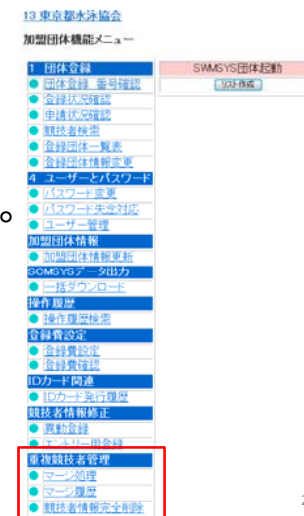 13 東京都水泳協会
加盟団体機能メニュー
1 団体登録
団体登録 番号確認
登録状況確認
申請状況確認
競技者検索
登録団体一覧表
登録団体情報変更
4 ユーザーとパスワード
パスワード変更
パスワード失念対応
ユーザー管理
加盟団体情報
加盟団体情報更新
SOMSYSデータ出力
一括ダウンロード
操作履歴
操作履歴検索
登録費設定
登録費設定
登録費確認
IDカード関連
IDカード発行履歴
競技者情報修正
異動登録
エントリー用登録
重複競技者管理
マージ処理
マージ履歴
競技者情報完全削除
SWMSYS団体起動
リスト作成
。
2